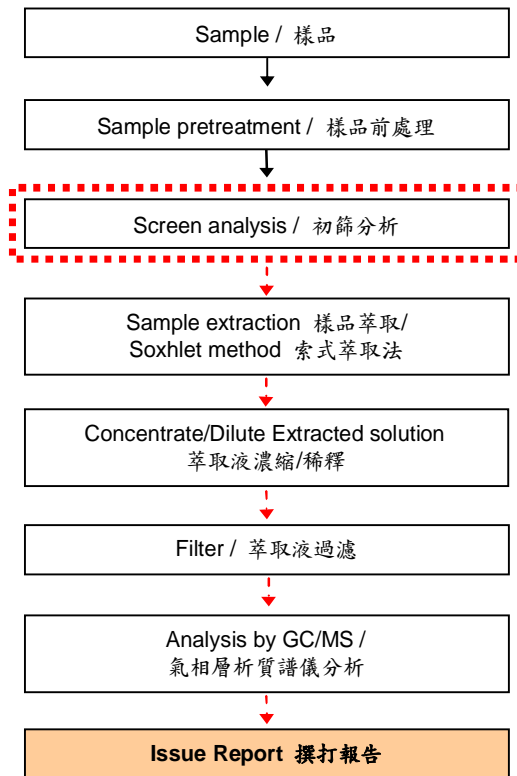 Sample / 樣品
Sample pretreatment / 樣品前處理
Screen analysis / 初篩分析
Sample extraction 樣品萃取/
Soxhlet method 索式萃取法
Concentrate/Dilute Extracted solution
萃取液濃縮/稀釋
Filter / 萃取液過濾
Analysis by GC/MS /
氣相層析質譜儀分析
Issue Report 撰打報告